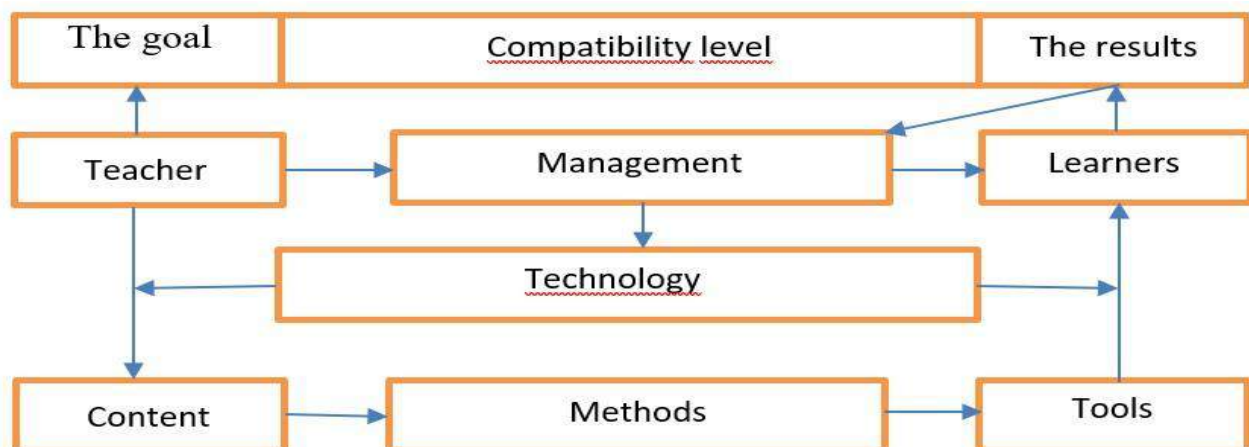 The goal
Compatibility level
The results
Teacher
Management
Learners
Technology
Content
Methods
Tools